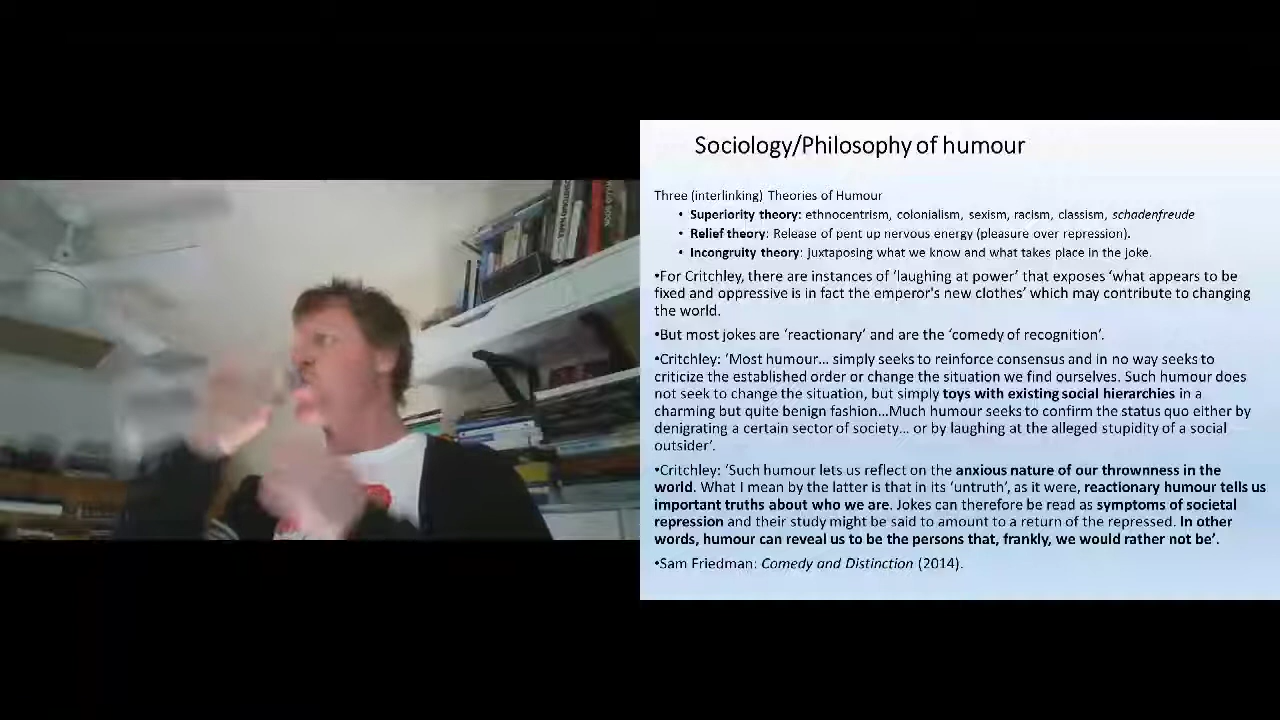 Sociology/Philosophy of humour
Three (interlinking) Theories of Humour
• Superiority theory: ethnocentrism, colonialism, sexism, racism, classism, schadenfreude
• Relief theory: Release of pent up nervous energy (pleasure over repression).
• Incongruity theory: juxtaposing what we know and what takes place in the joke.
•For Critchley, there are instances of ‘laughing at power’ that exposes ‘what appears to be
fixed and oppressive is in fact the emperor's new clothes’ which may contribute to changing
the world.
•But most jokes are ‘reactionary’ and are the ‘comedy of recognition‘.
•Critchley: ‘Most humour... simply seeks to reinforce consensus and in no way seeks to
criticize the established order or change the situation we find ourselves. Such humour does
not seek to change the situation, but simply toys with existing social hierarchies in a
charming but quite benign fashion...Much humour seeks to confirm the status quo either by
denigrating a certain sector of society... or by laughing at the alleged stupidity of a social
outsider’.
•Critchley: ‘Such humour lets us reflect on the anxious nature of our thrownness in the
world. What I mean by the latter is that in its ‘untruth’, as it were, reactionary humour tells us
important truths about who we are. Jokes can therefore be read as symptoms of societal
repression and their study might be said to amount to a return of the repressed. In other
words, humour can reveal us to be the persons that, frankly, we would rather not be’.
•Sam Friedman: Comedy and Distinction (2014).